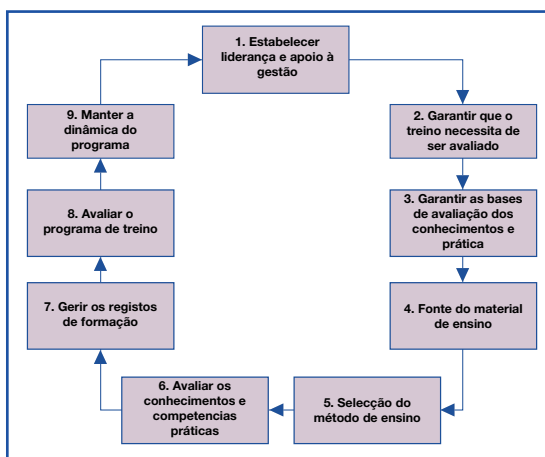 1. Estabelecer
liderança e apoio à
gestão
2. Garantir que o
treino necessita de
ser avaliado
3. Garantir as bases
de avaliação dos
conhecimentos e
prática
4. Fonte do material
de ensino
5. Selecção do
método de ensino
6. Avaliar os
conhecimentos e
competencias
práticas
7. Gerir os registos
de formação
8. Avaliar o
programa de treino
9. Manter a
dinâmica do
programa